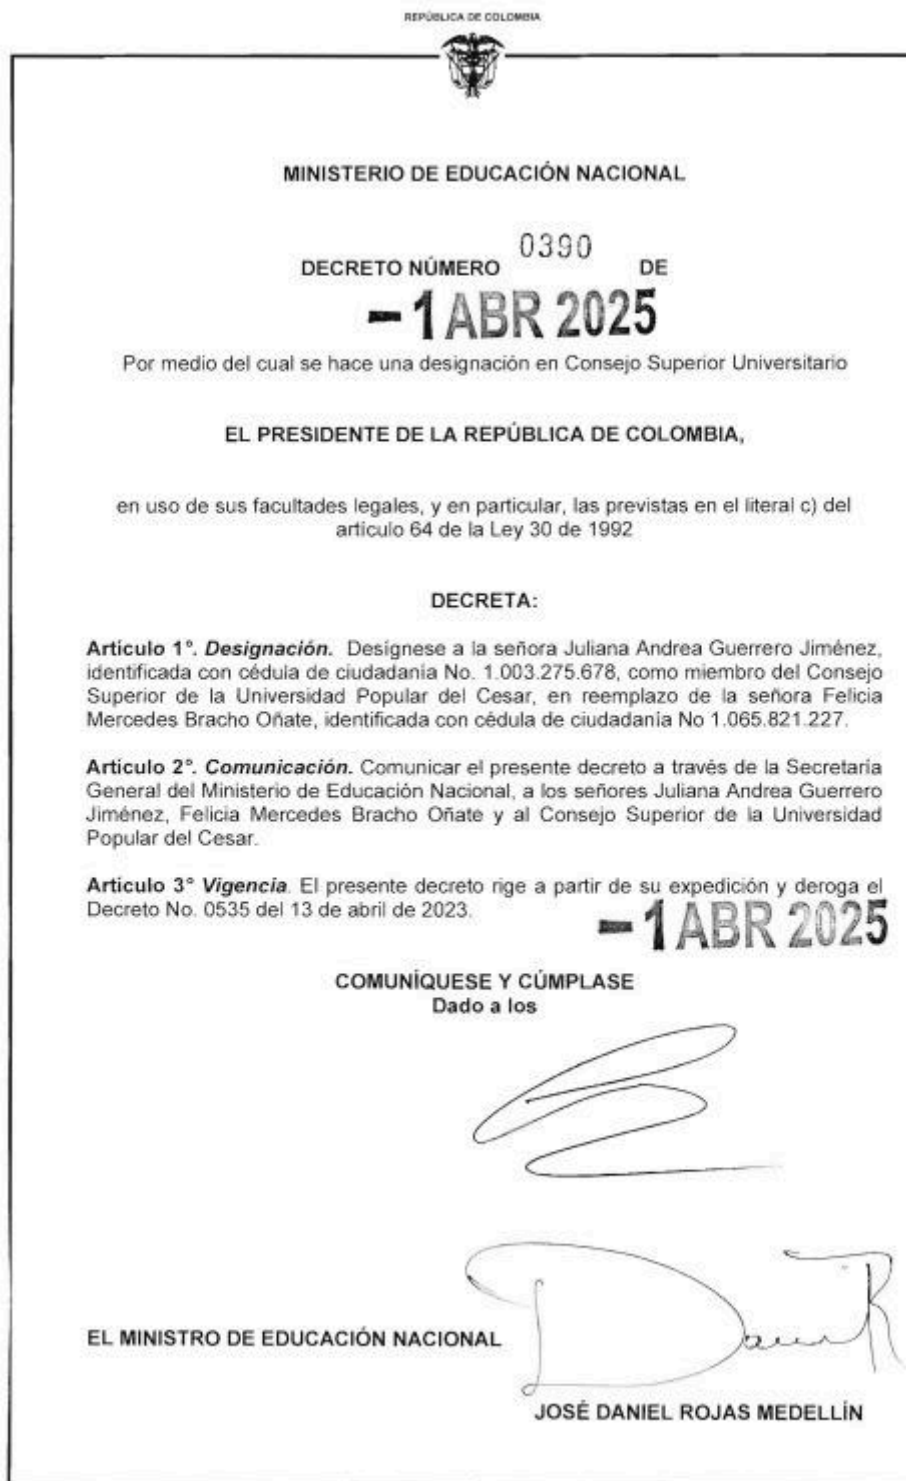 REPÚBLICA DE COLOMBIA
MINISTERIO DE EDUCACIÓN NACIONAL
DECRETO NÚMERO 0390 DE
- 1 ABR 2025
Por medio del cual se hace una designación en Consejo Superior Universitario
EL PRESIDENTE DE LA REPÚBLICA DE COLOMBIA,
en uso de sus facultades legales, y en particular, las previstas en el literal c) del
artículo 64 de la Ley 30 de 1992
DECRETA:
Artículo 1°. Designación. Desígnese a la señora Juliana Andrea Guerrero Jiménez,
identificada con cédula de ciudadanía No. 1.003.275.678, como miembro del Consejo
Superior de la Universidad Popular del Cesar, en reemplazo de la señora Felicia
Mercedes Bracho Oñate, identificada con cédula de ciudadanía No 1.065.821.227.
Artículo 2°. Comunicación. Comunicar el presente decreto a través de la Secretaría
General del Ministerio de Educación Nacional, a los señores Juliana Andrea Guerrero
Jiménez, Felicia Mercedes Bracho Oñate y al Consejo Superior de la Universidad
Popular del Cesar.
Artículo 3° Vigencia. El presente decreto rige a partir de su expedición y deroga el
Decreto No. 0535 del 13 de abril de 2023.
- 1 ABR 2025
COMUNÍQUESE Y CÚMPLASE
Dado a los
EL MINISTRO DE EDUCACIÓN NACIONAL
JOSÉ DANIEL ROJAS MEDELLÍN